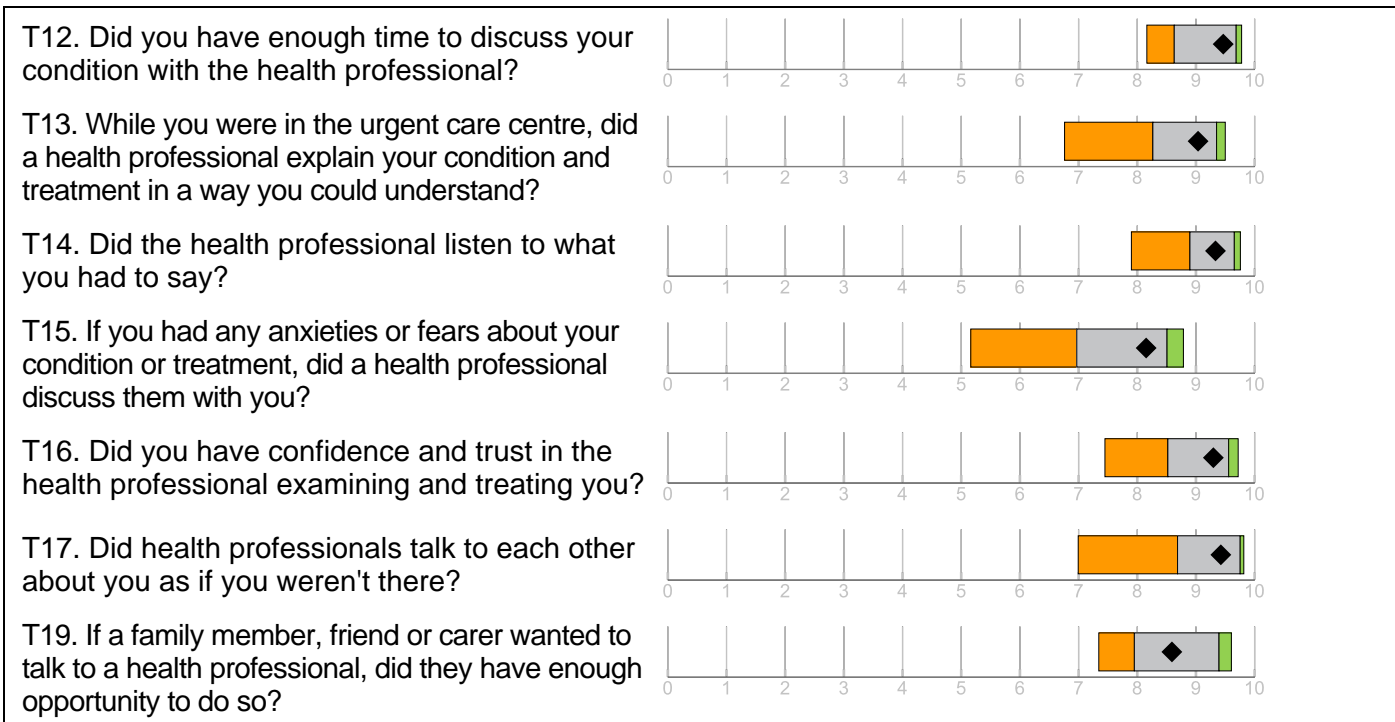 T12. Did you have enough time to discuss your
condition with the health professional?
0 1 2 3 4 5 6 7 8 9 10
T13. While you were in the urgent care centre, did
a health professional explain your condition and
treatment in a way you could understand?
0 1 2 3 4 5 6 7 8 9 10
T14. Did the health professional listen to what
you had to say?
0 1 2 3 4 5 6 7 8 9 10
T15. If you had any anxieties or fears about your
condition or treatment, did a health professional
discuss them with you?
0 1 2 3 4 5 6 7 8 9 10
T16. Did you have confidence and trust in the
health professional examining and treating you?
0 1 2 3 4 5 6 7 8 9 10
T17. Did health professionals talk to each other
about you as if you weren't there?
0 1 2 3 4 5 6 7 8 9 10
T19. If a family member, friend or carer wanted to
talk to a health professional, did they have enough
opportunity to do so?
0 1 2 3 4 5 6 7 8 9 10